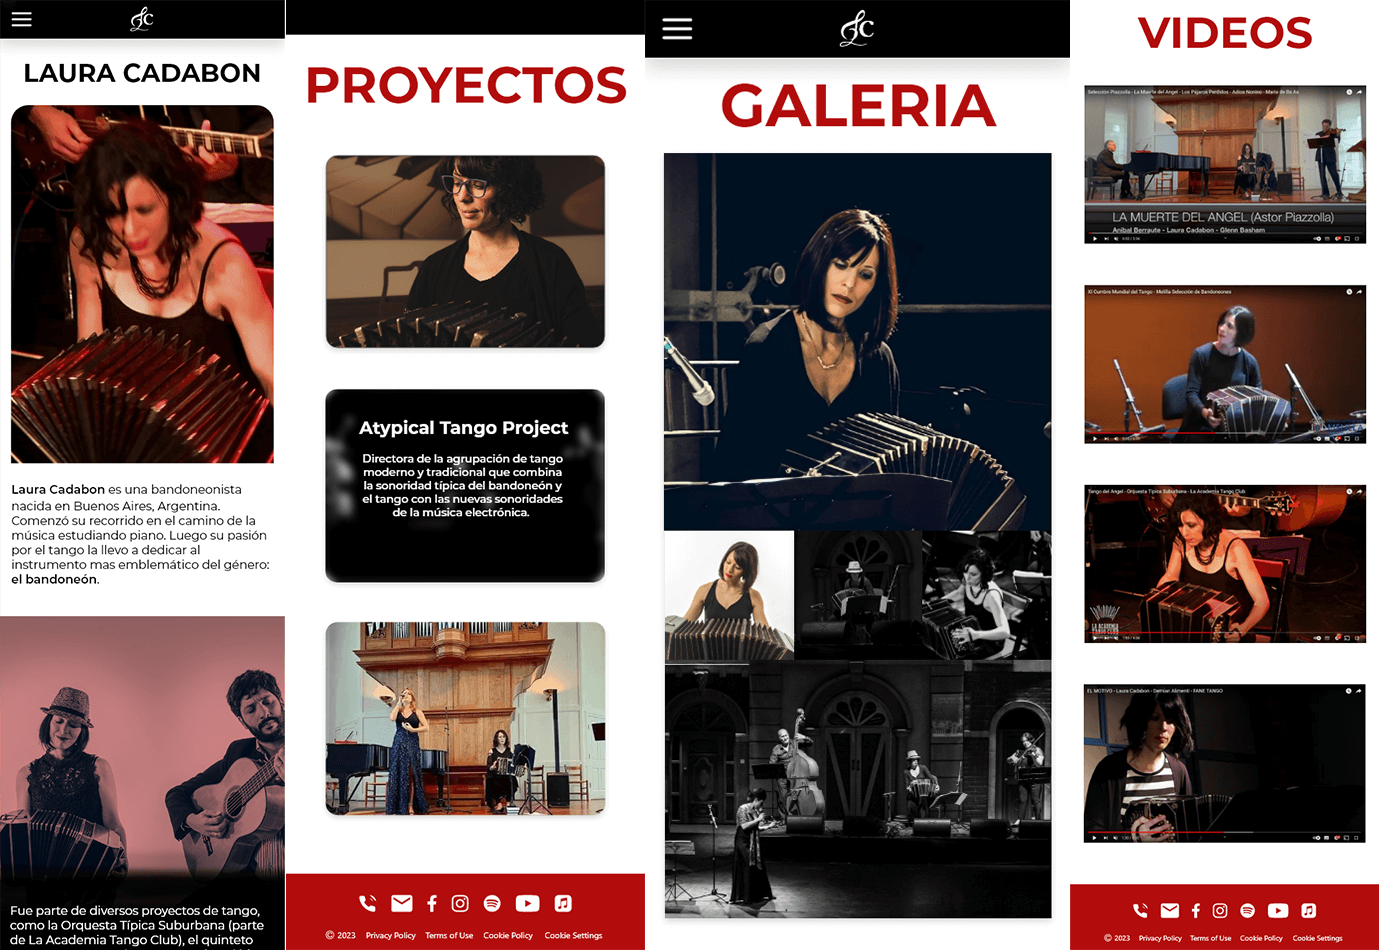 LAURA CADABON
Laura Cadabon es una bandoneonista
nacida en Buenos Aires, Argentina.
Comenzó su recorrido en el camino de la
música estudiando piano. Luego su pasión
por el tango la llevo a dedicar al
instrumento mas emblemático del género:
el bandoneón.
Fue parte de diversos proyectos de tango,
como la Orquesta Típica Suburbana (parte
de La Academia Tango Club), el quinteto
PROYECTOS
Atypical Tango Project
Directora de la agrupación de tango
moderno y tradicional que combina
la sonoridad típica del bandoneón y
el tango con las nuevas sonoridades
de la música electrónica.
© 2023 Privacy Policy Terms of Use Cookie Policy Cookie Settings
GALERIA
VIDEOS
Selección Piazzolla - La Muerte del Angel - Los Pájaros Perdidos - Adios Nonino - Maria de Bs As
LA MUERTE DEL ANGEL (Astor Piazzolla)
Anibal Berraute - Laura Cadabon - Glenn Basham
XI Cumbre Mundial del Tango - Melilla Selección de Bandoneones
Tango del Angel - Orquesta Típica Suburbana - La Academia Tango Club
LA ACADEMIA
TANGO CLUB
EL MOTIVO - Laura Cadabon - Demian Alimenti - FANE TANGO
© 2023 Privacy Policy Terms of Use Cookie Policy Cookie Settings